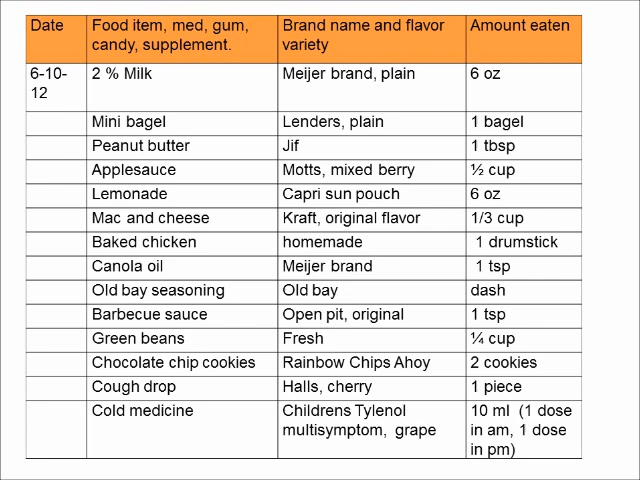 Date Food item, med, gum, Brand name and flavor Amount eaten
candy, supplement. variety
6-10- 2 % Milk Meijer brand, plain 6 oz
12
Mini bagel Lenders, plain 1 bagel
Peanut butter Jif 1 tbsp
Applesauce Motts, mixed berry ½ cup
Lemonade Capri sun pouch 6 oz
Mac and cheese Kraft, original flavor 1/3 cup
Baked chicken homemade 1 drumstick
Canola oil Meijer brand 1 tsp
Old bay seasoning Old bay dash
Barbecue sauce Open pit, original 1 tsp
Green beans Fresh ¼ cup
Chocolate chip cookies Rainbow Chips Ahoy 2 cookies
Cough drop Halls, cherry 1 piece
Cold medicine Childrens Tylenol 10 ml (1 dose
multisymptom, grape in am, 1 dose
in pm)